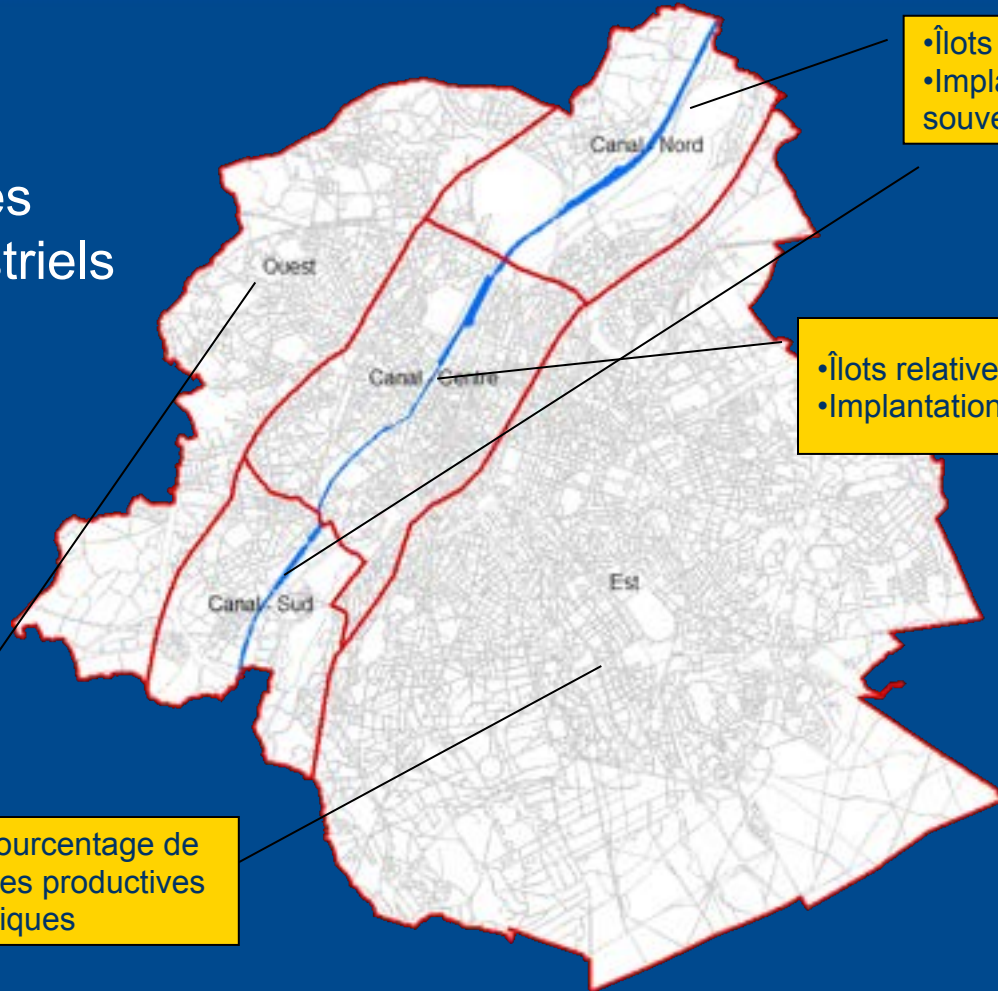 •Îlots
•Impla
souve
es
striels
Canal - Nord
Ouest
•Îlots relative
•Implantation
Canal - Centre
Est
Canal - Sud
ourcentage de
es productives
iques